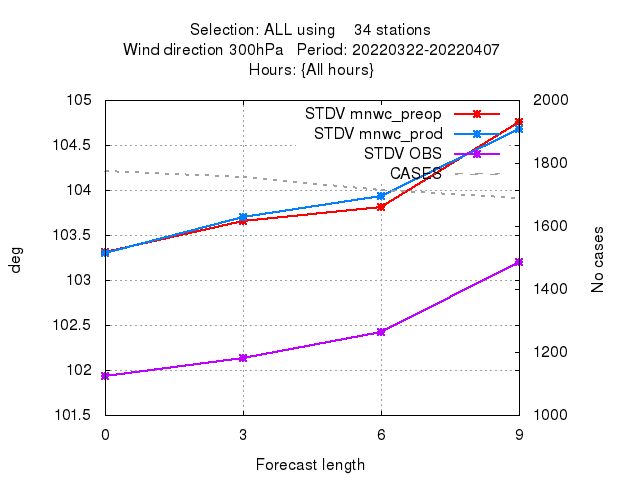 Selection: ALL using    34 stations
Wind direction 300hPa   Period: 20220322-20220407
Hours: {All hours}
105
104.5
104
103.5
103
102.5
102
101.5
deg
STDV mnwc_preop
STDV mnwc_prod
STDV OBS
CASES
2000
1800
1600
1400
1200
1000
No cases
0 3 6 9
Forecast length